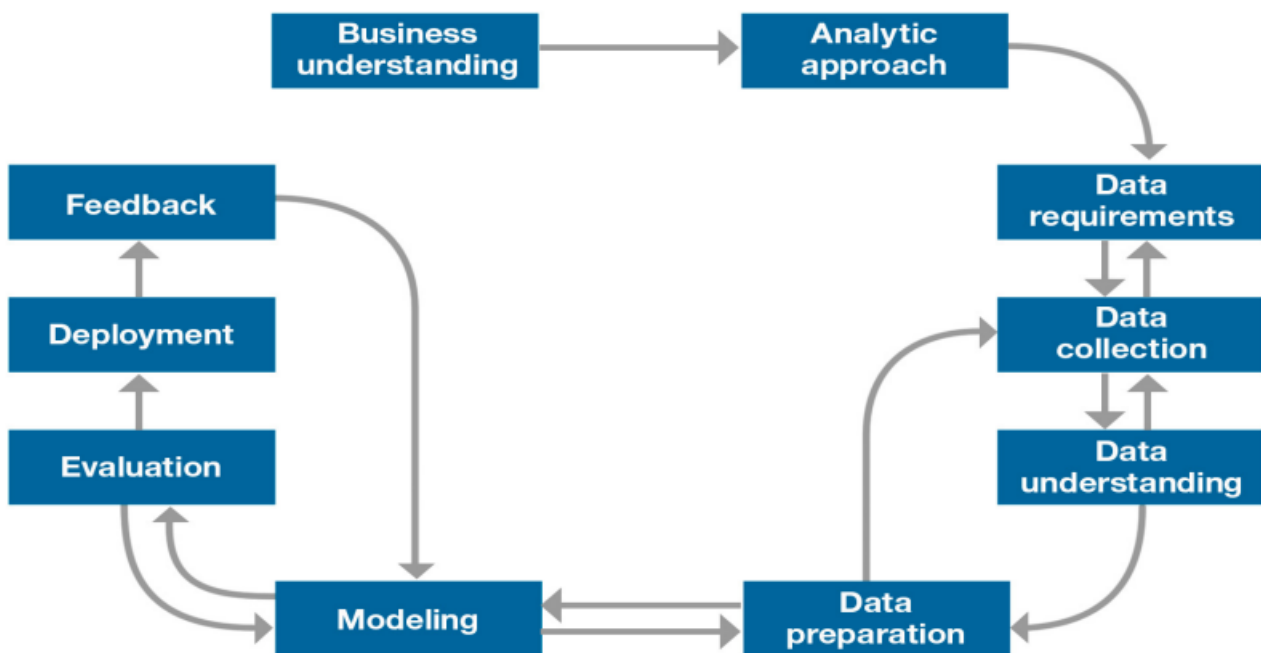 Business
understanding
Analytic
approach
Data
requirements
Data
collection
Data
understanding
Data
preparation
Modeling
Evaluation
Deployment
Feedback